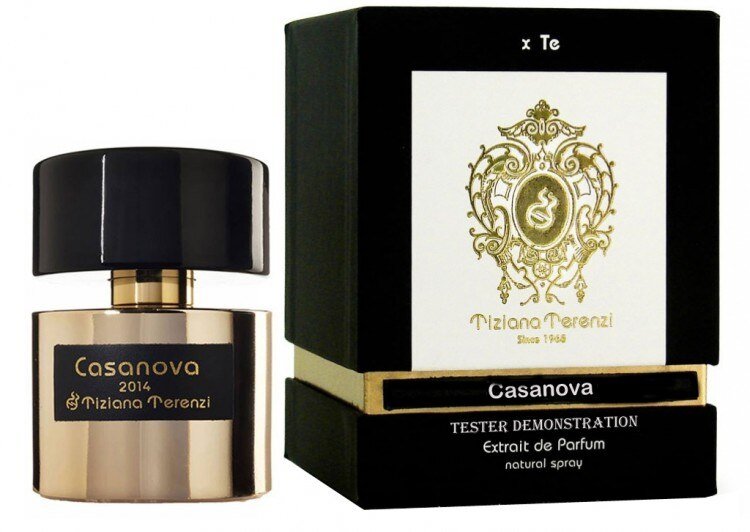 Casanova
2014
Tiziana Terenzi
x Te
Tiziana Terenzi
Since 1968
Casanova
TESTER DEMONSTRATION
Extrait de Parfum
natural spray